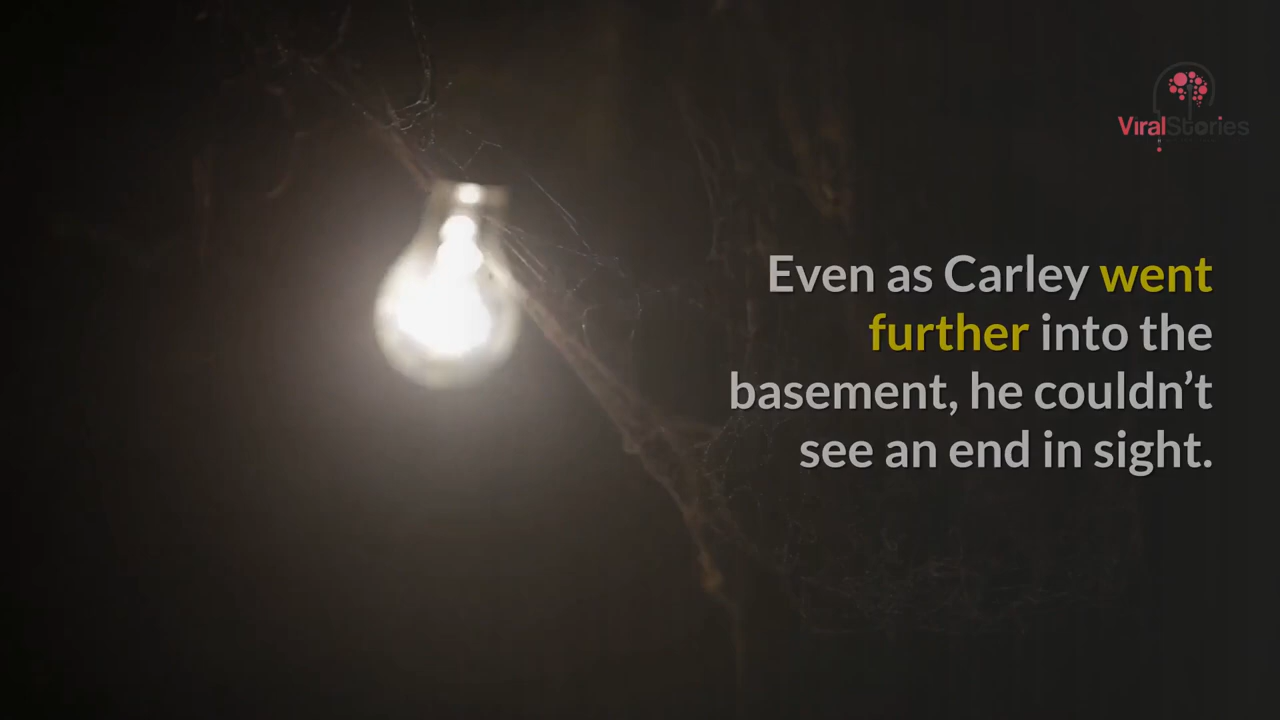 ViralStories
Even as Carley went
further into the
basement, he couldn’t
see an end in sight.